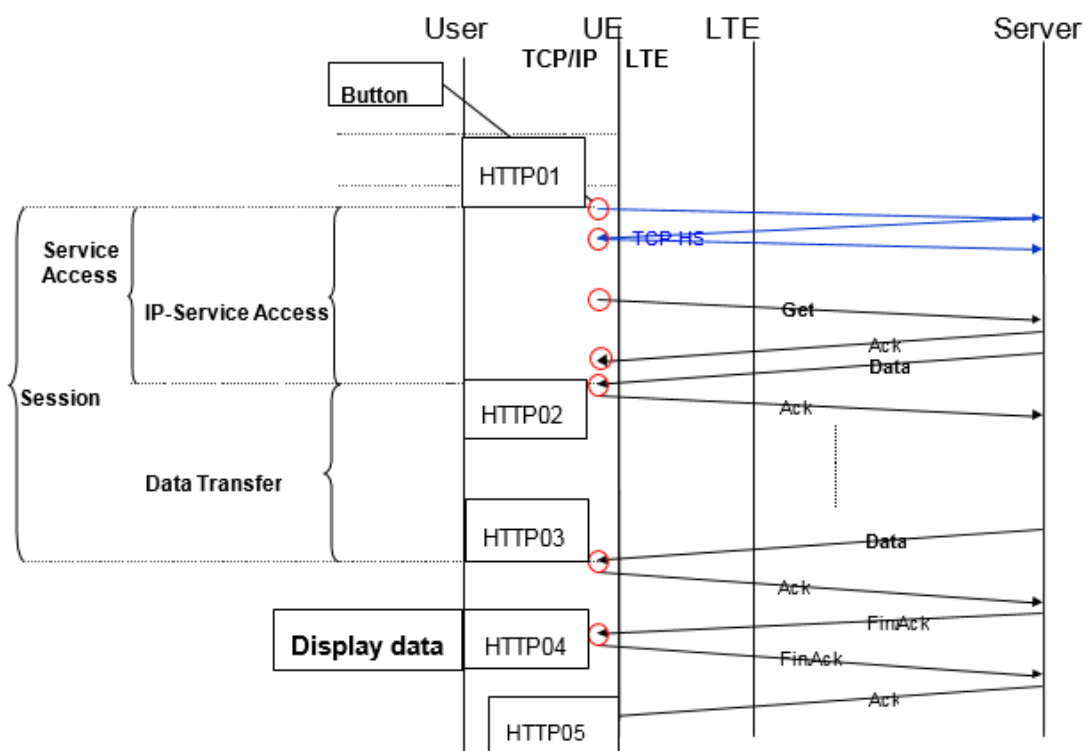 User UE LTE Server
TCP/IP LTE
Button
HTTP01
TCP HS
Service
Access
IP-Service Access
Get
Ack
Data
Session
HTTP02
Ack
Data Transfer
HTTP03
Data
Ack
Display data
HTTP04
FinAck
FinAck
Ack
HTTP05